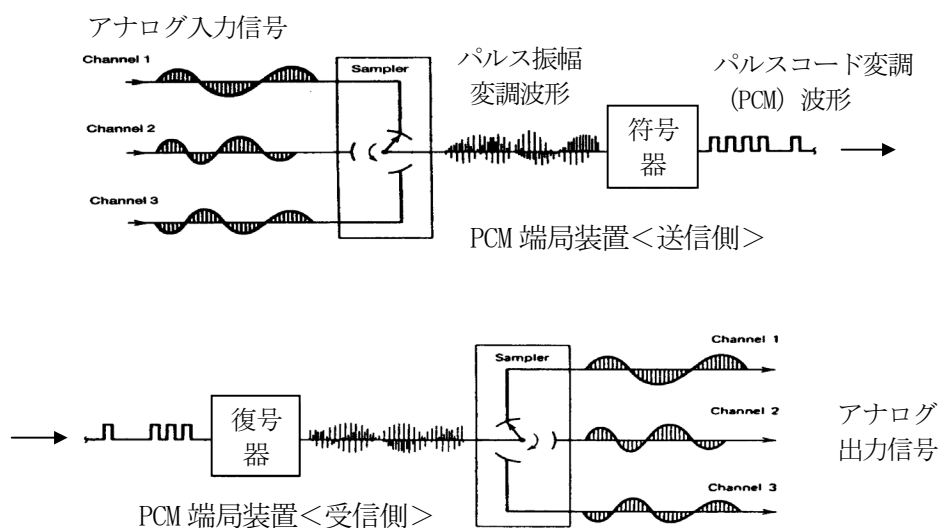 アナログ入力信号
Channel 1
Sampler
パルス振幅
変調波形
パルスコード変調
(PCM) 波形
Channel 2
符号
器
Channel 3
PCM 端局装置＜送信側＞
Channel 1
Sampler
復号
器
Channel 2
アナログ
出力信号
Channel 3
PCM 端局装置＜受信側＞